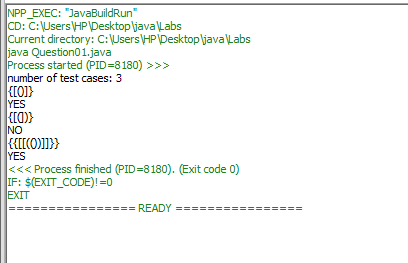 NPP_EXEC: "JavaBuildRun"
CD: C:\Users\HP\Desktop\java\Labs
Current directory: C:\Users\HP\Desktop\java\Labs
java Question01.java
Process started (PID=8180) >>>
number of test cases: 3
{[()]}
YES
{[(])}
NO
{{[[(())]]}}
YES
<<< Process finished (PID=8180). (Exit code 0)
IF: $(EXIT_CODE)!=0
EXIT
================ READY ================